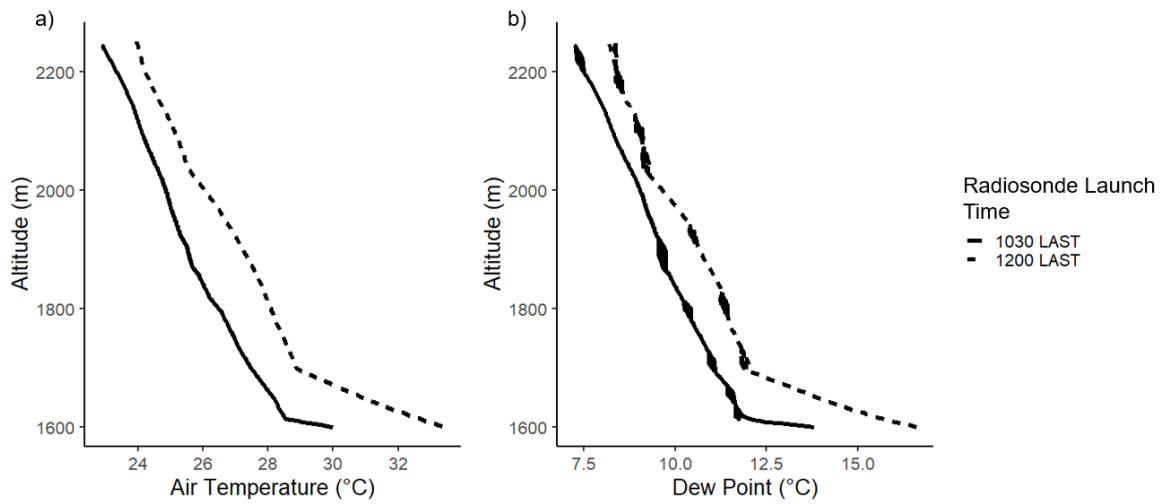 a)
2200
2000
1800
1600
Altitude (m)
24 26 28 30 32
Air Temperature (°C)
b)
2200
2000
1800
1600
Altitude (m)
7.5 10.0 12.5 15.0
Dew Point (°C)
Radiosonde Launch
Time
1030 LAST
1200 LAST